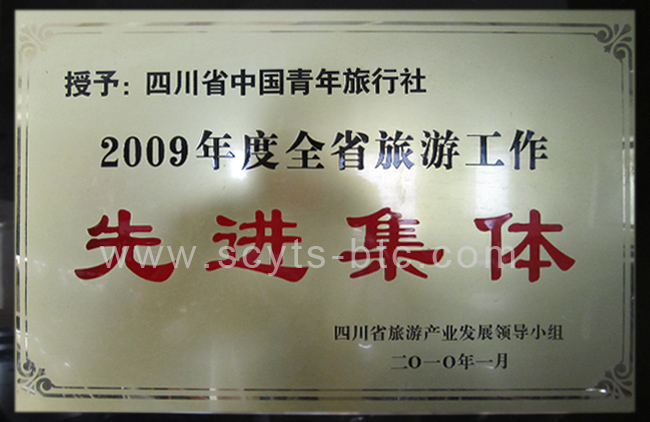 授予：四川省中国青年旅行社
2009年度全省旅游工作
先进集体
www.scyts-btc.com
四川省旅游产业发展领导小组
二〇一〇年一月